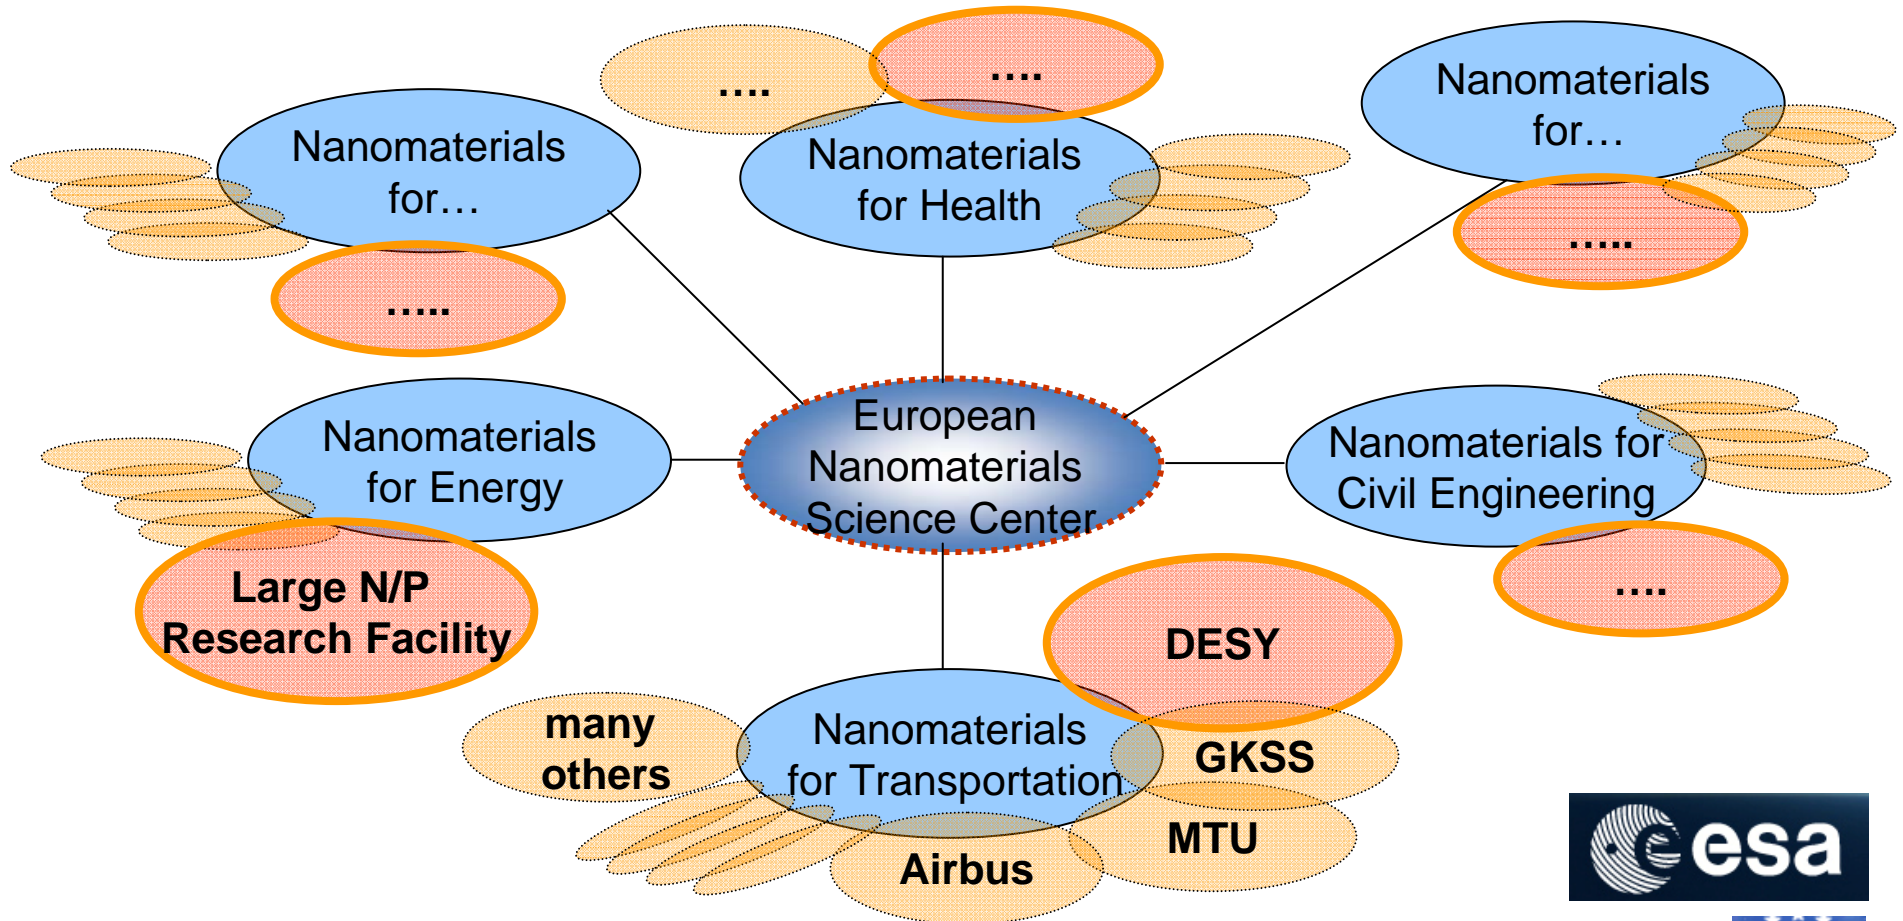 ….
….
Nanomaterials
for…
Nanomaterials
for…
Nanomaterials
for Health
…..
…..
European
Nanomaterials
Science Center
Nanomaterials
for Energy
Nanomaterials for
Civil Engineering
Large N/P
Research Facility
….
DESY
many
others
Nanomaterials
for Transportation
GKSS
MTU
Airbus
esa